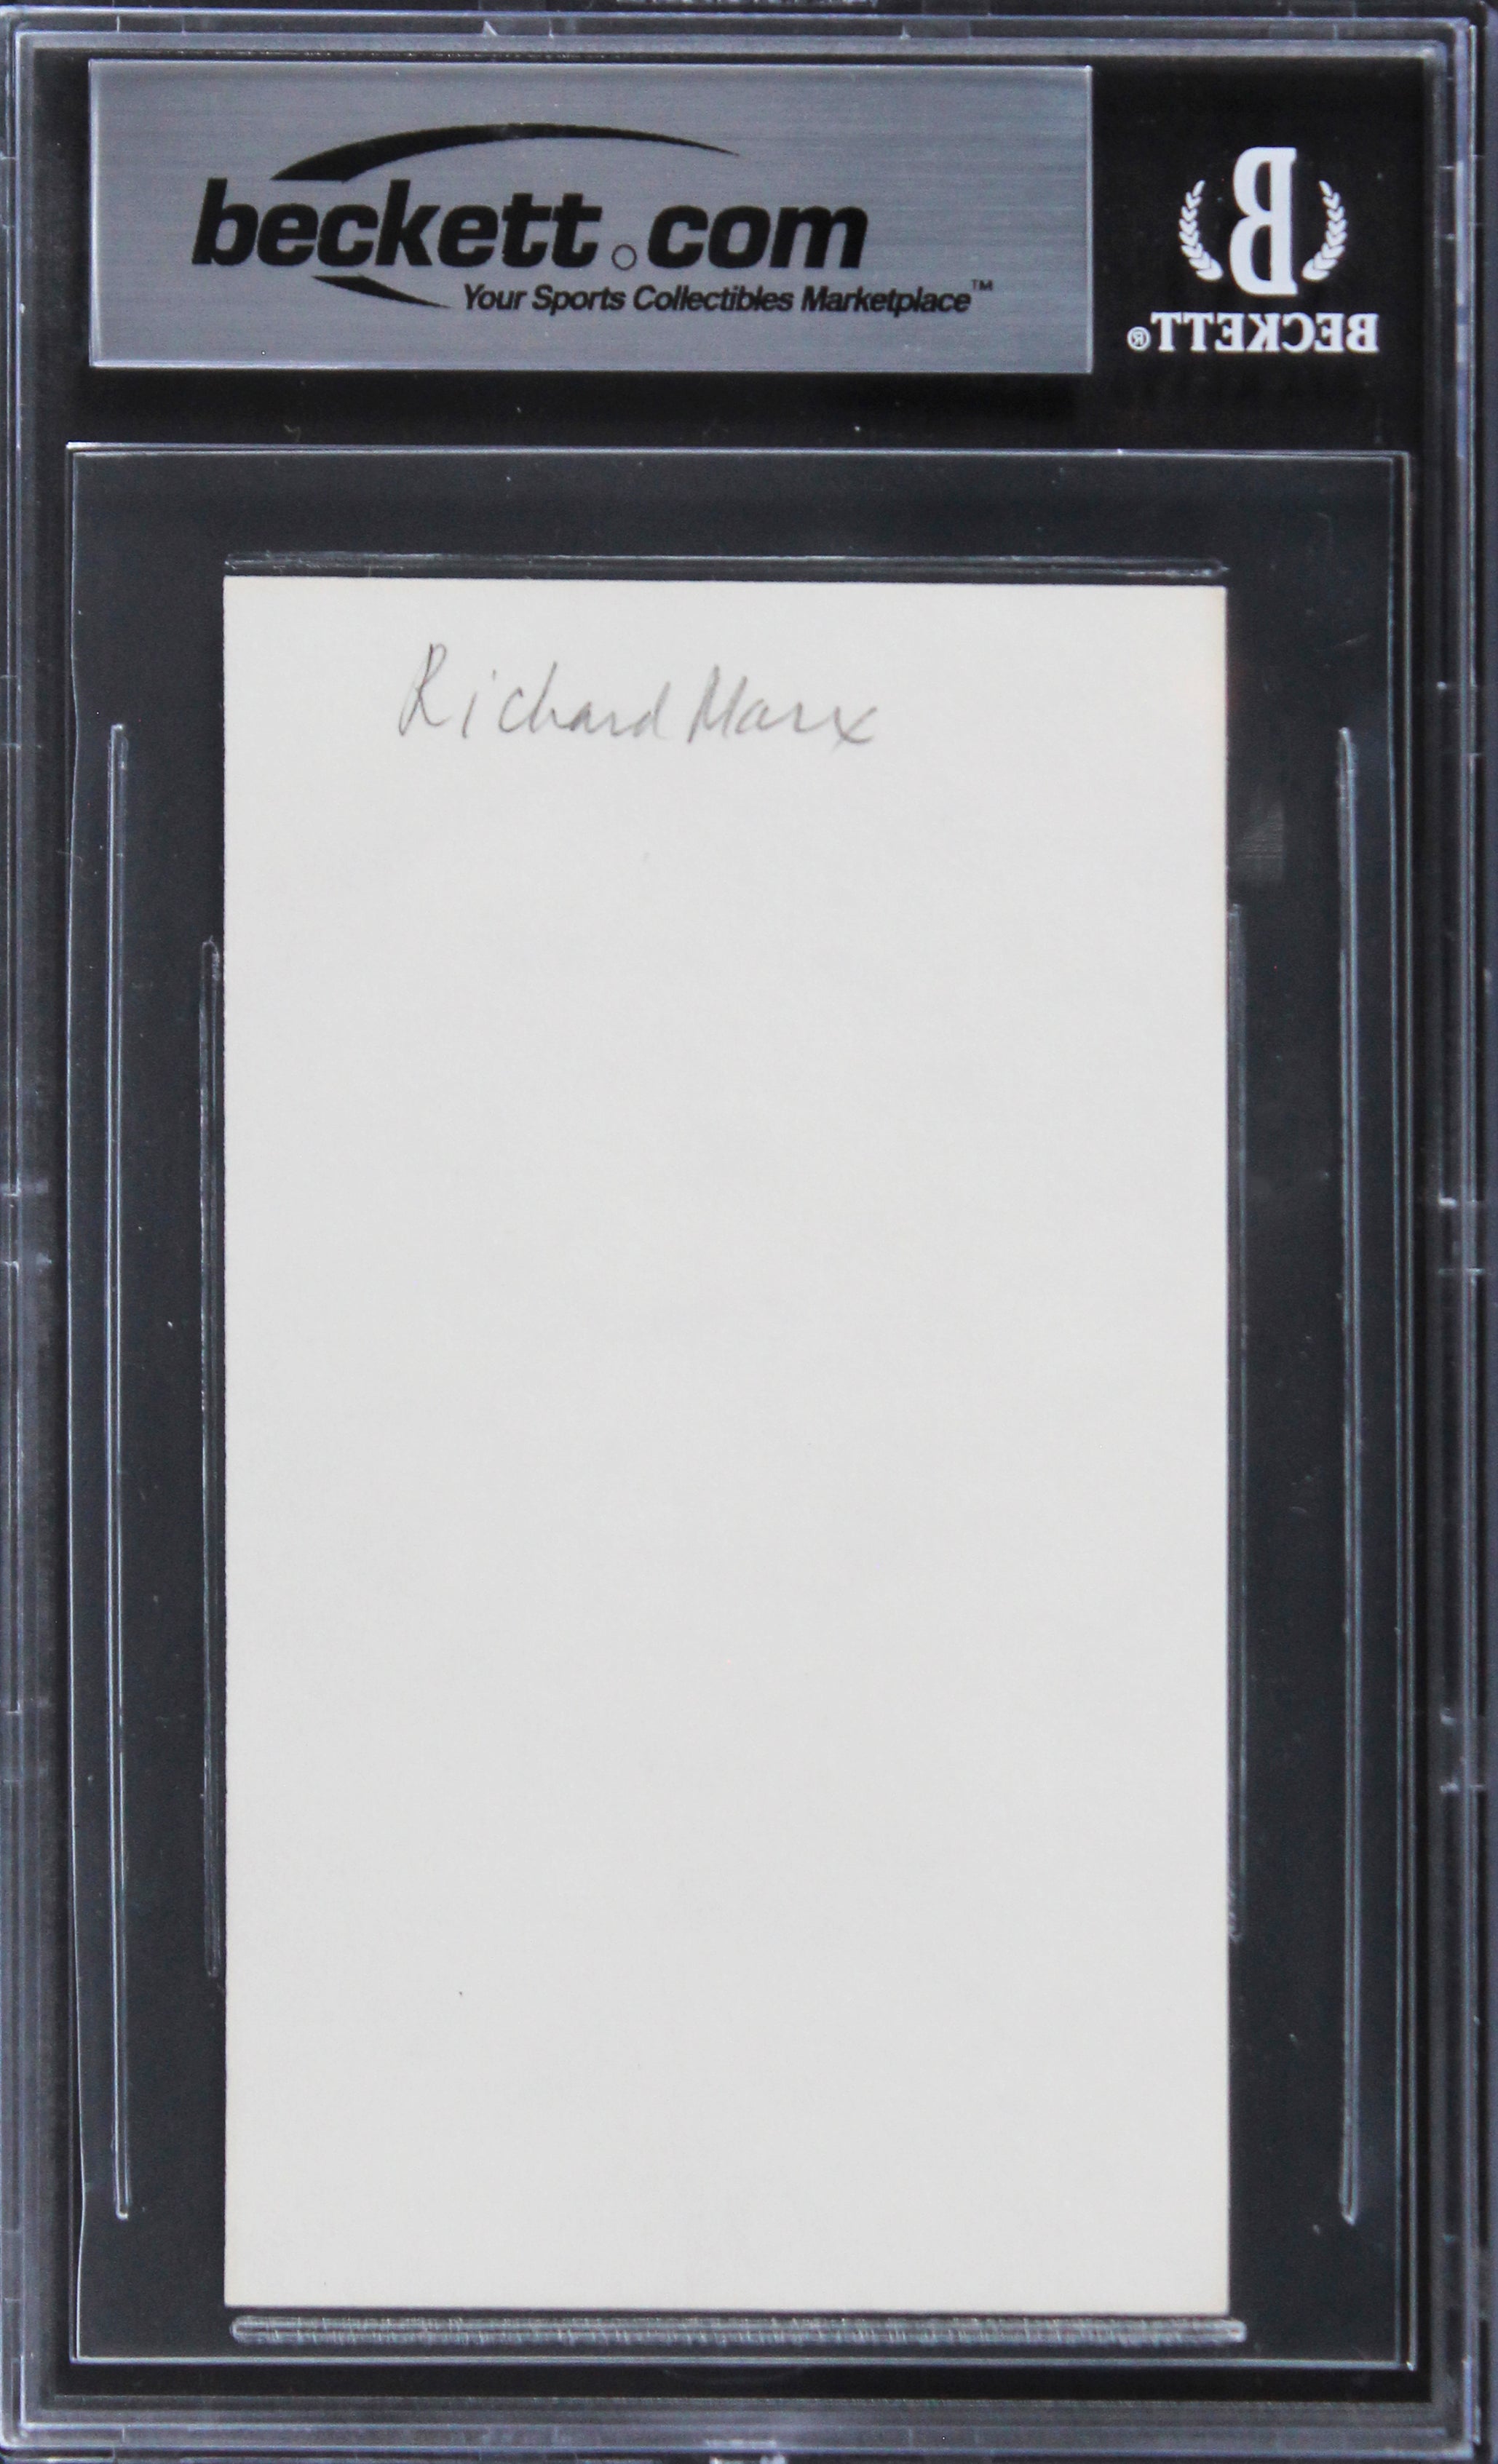 beckett.com
Your Sports Collectibles Marketplace™
BECKETT®
Richard Marx